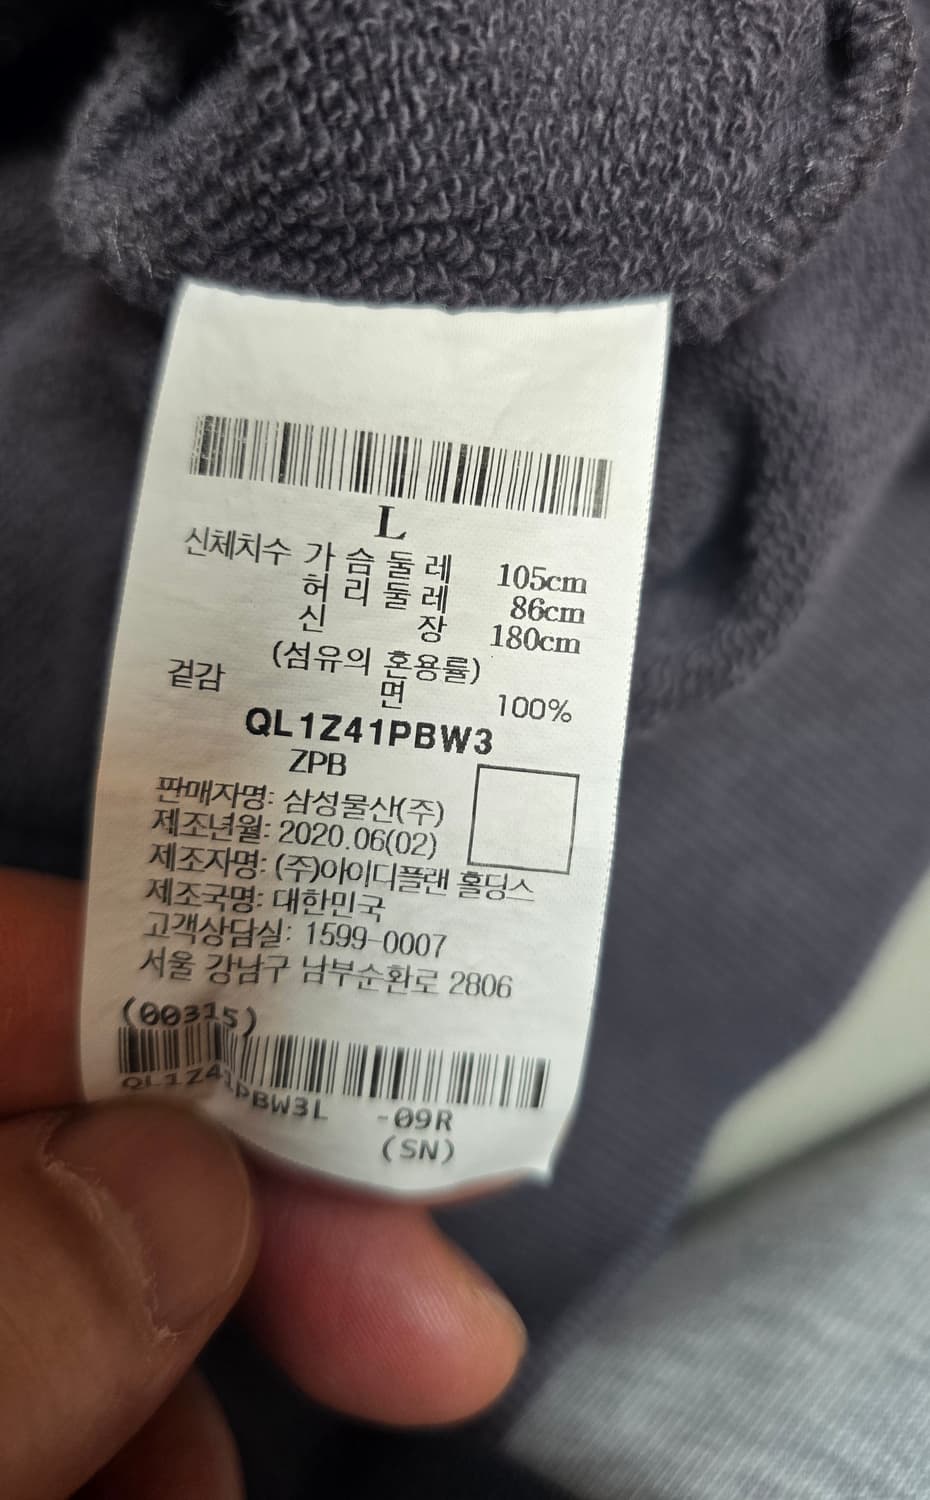 L
신체치수 가슴둘레 105cm
허리둘레 86cm
신장 180cm
(섬유의 혼용률)
겉감 면 100%
QL1Z41PBW3
ZPB
판매자명: 삼성물산(주)
제조년월: 2020.06(02)
제조자명: (주)아이디플랜 홀딩스
제조국명: 대한민국
고객상담실: 1599-0007
서울 강남구 남부순환로 2806
(00315)
QL1Z41PBW3L -09R
(SN)